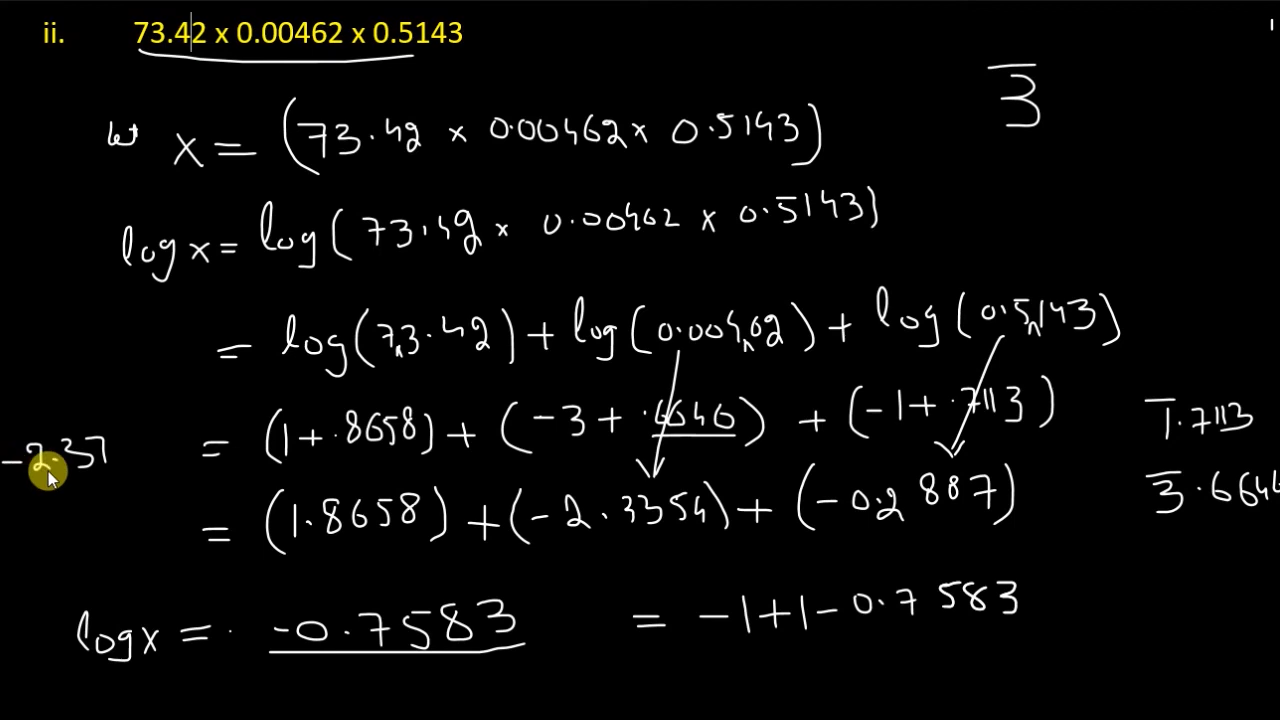 ii. 73.42 x 0.00462 x 0.5143
3̅
let x = (73.42 × 0.00462 × 0.5143)
log x = log (73.42 × 0.00462 × 0.5143)
= log (73.42) + log (0.00462) + log (0.5143)
= (1+.8658) + (-3+.6646) + (-1+.7113) 1̅.7113
-2.37
= (1.8658) + (-2.3354) + (-0.2887) 3̅.6646
log x = -0.7583 = -1+1-0.7583